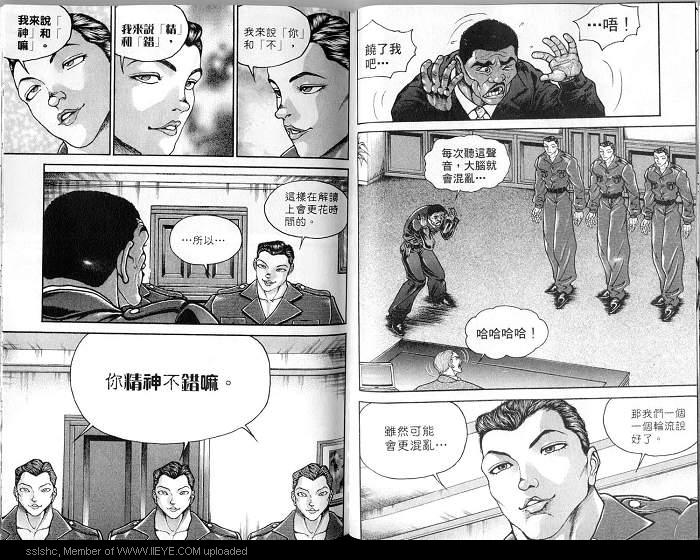 …唔！
饒了我
吧…
每次聽這聲
音，大腦就
會混亂…
哈哈哈哈！
那我們一個
一個輪流說
好了。
雖然可能
會更混亂…
我來說「你」
和「不」，
我來說「精」
和「錯」，
我來說「
神」和「
嘛」。
這樣在解讀
上會更花時
間的。
…所以…
你精神不錯嘛。
sslshc, Member of WWW.IIEYE.COM uploaded